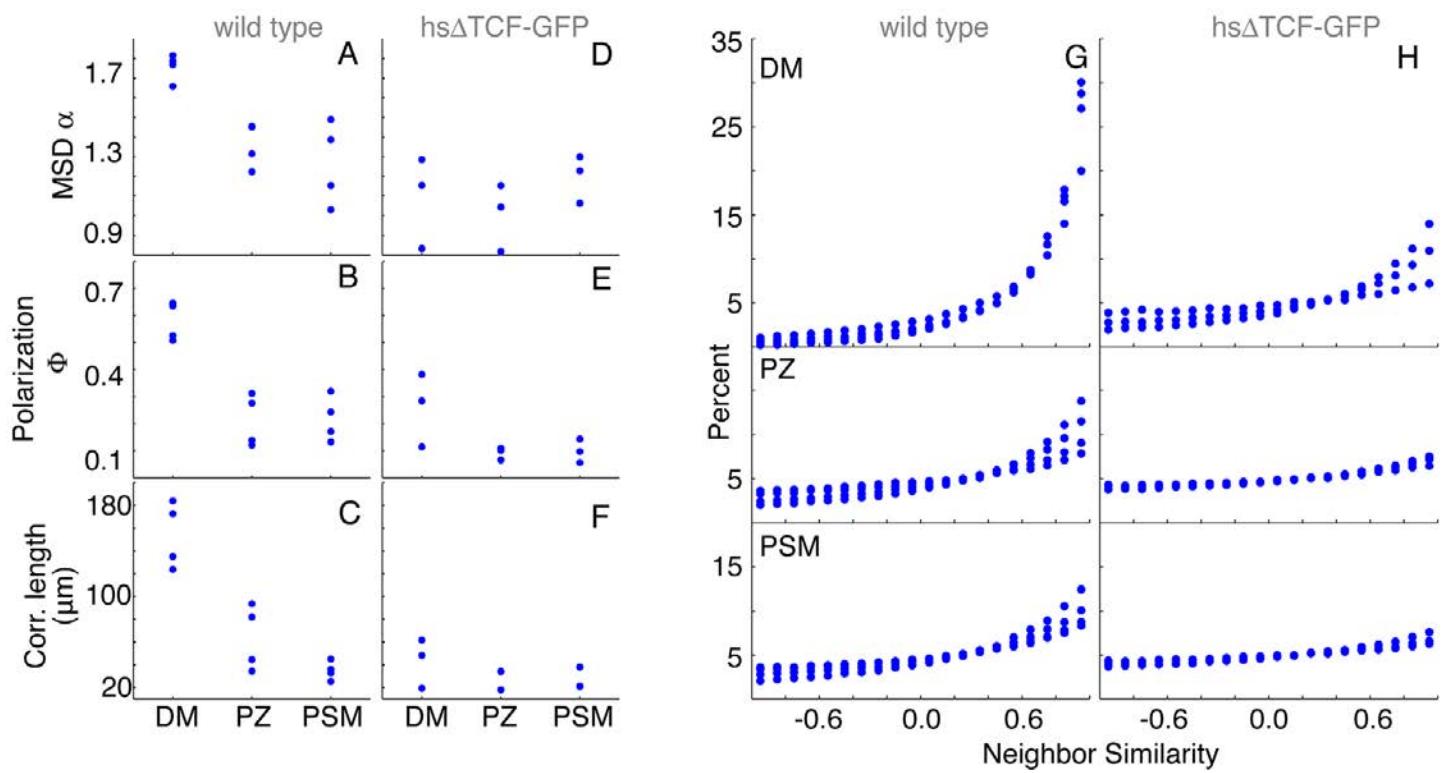 wild type
hsΔTCF-GFP
wild type
hsΔTCF-GFP
A
D
G
H
MSD α
1.7
1.3
0.9
B
E
Polarization
Φ
0.7
0.4
0.1
C
F
Corr. length
(μm)
180
100
20
DM
PZ
PSM
DM
PZ
PSM
Percent
DM
35
25
15
5
PZ
5
PSM
15
5
-0.6
0.0
0.6
-0.6
0.0
0.6
Neighbor Similarity